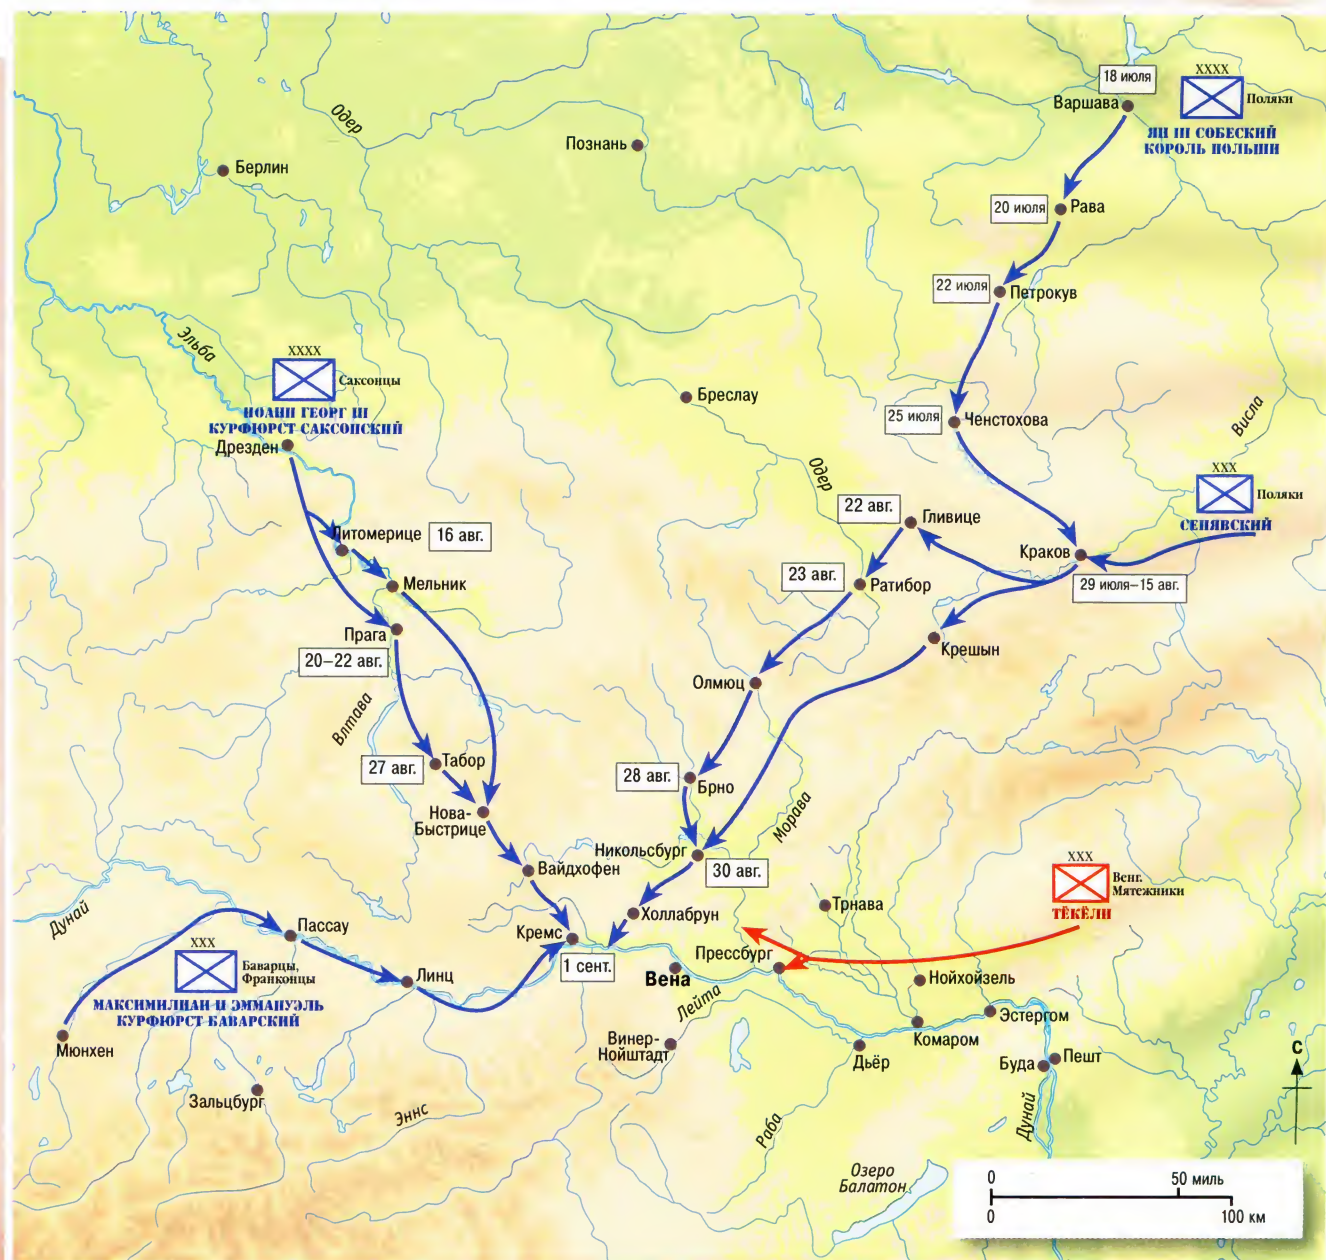 18 июля
XXXX
Поляки
Варшава
ЯН III СОБЕСКИЙ
КОРОЛЬ ПОЛЬШИ
Одер
Познань
Берлин
20 июля
Рава
22 июля
Петрокув
Эльба
XXXX
Саксонцы
ИОАНН ГЕОРГ III
КУРФЮРСТ САКСОНСКИЙ
Дрезден
Бреслау
25 июля
Ченстохова
Висла
Одер
XXX
Поляки
СЕНЯВСКИЙ
22 авг.
Гливице
Литомерице
16 авг.
Краков
29 июля–15 авг.
23 авг.
Ратибор
Мельник
Прага
20–22 авг.
Крешын
Олмюц
Влтава
Табор
27 авг.
28 авг.
Брно
Нова-
Быстрице
Морава
Никольсбург
30 авг.
Вайдхофен
XXX
Венг.
Мятежники
ТЁКЁЛИ
Холлабрун
Трнава
Дунай
Пассау
Кремс
XXX
Баварцы,
Франконцы
МАКСИМИЛИАН II ЭММАНУЭЛЬ
КУРФЮРСТ БАВАРСКИЙ
Линц
1 сент.
Вена
Прессбург
Нойхойзель
Лейта
Эстергом
Мюнхен
Винер-
Нойштадт
Комаром
Дьёр
Буда
Пешт
С
Зальцбург
Эннс
Раба
Дунай
Озеро
Балатон
0
50 миль
0
100 км